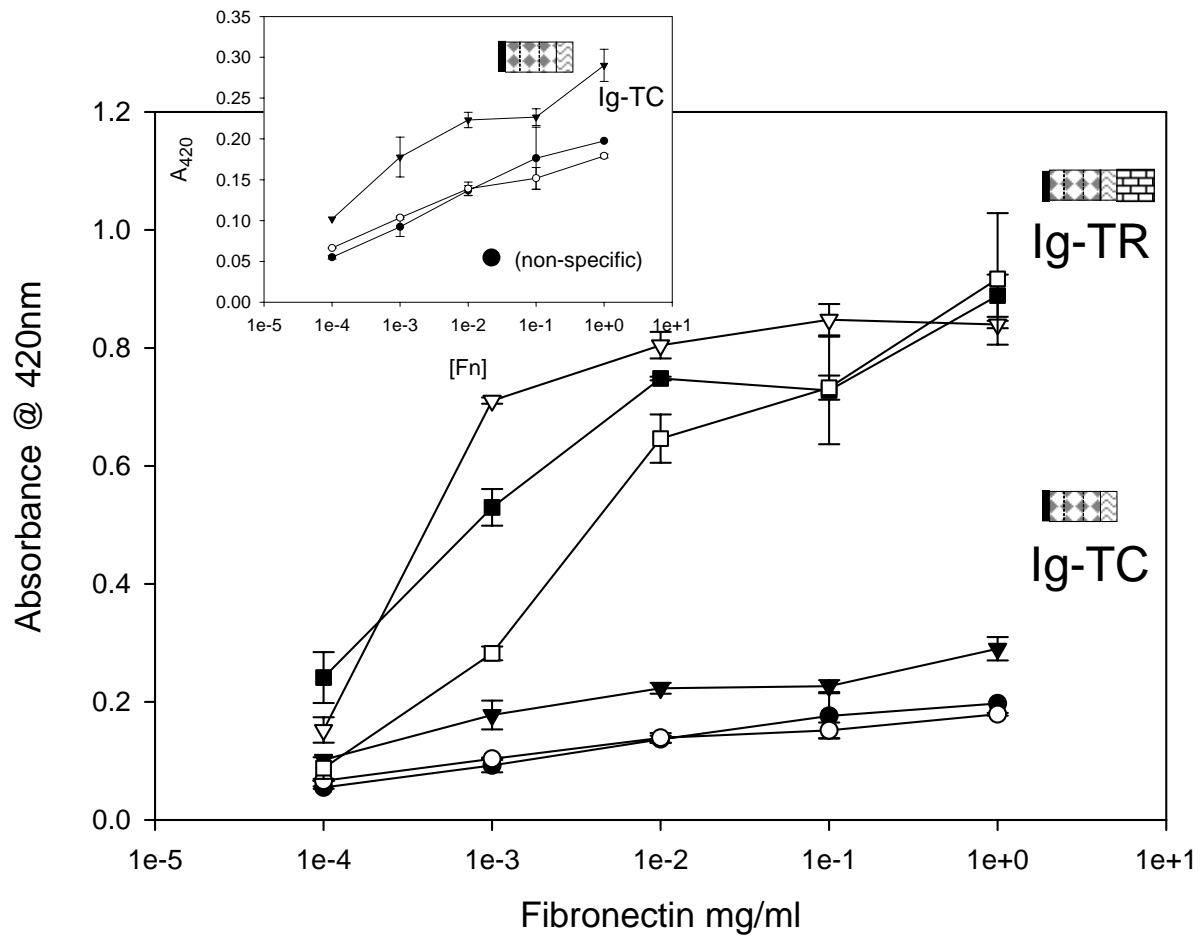 0.35
0.30
0.25
0.20
0.15
0.10
0.05
0.00
A420
1e-5 1e-4 1e-3 1e-2 1e-1 1e+0 1e+1
[Fn]
Ig-TC
(non-specific)
1.2
1.0
0.8
0.6
0.4
0.2
0.0
Absorbance @ 420nm
Ig-TR
Ig-TC
1e-5 1e-4 1e-3 1e-2 1e-1 1e+0 1e+1
Fibronectin mg/ml